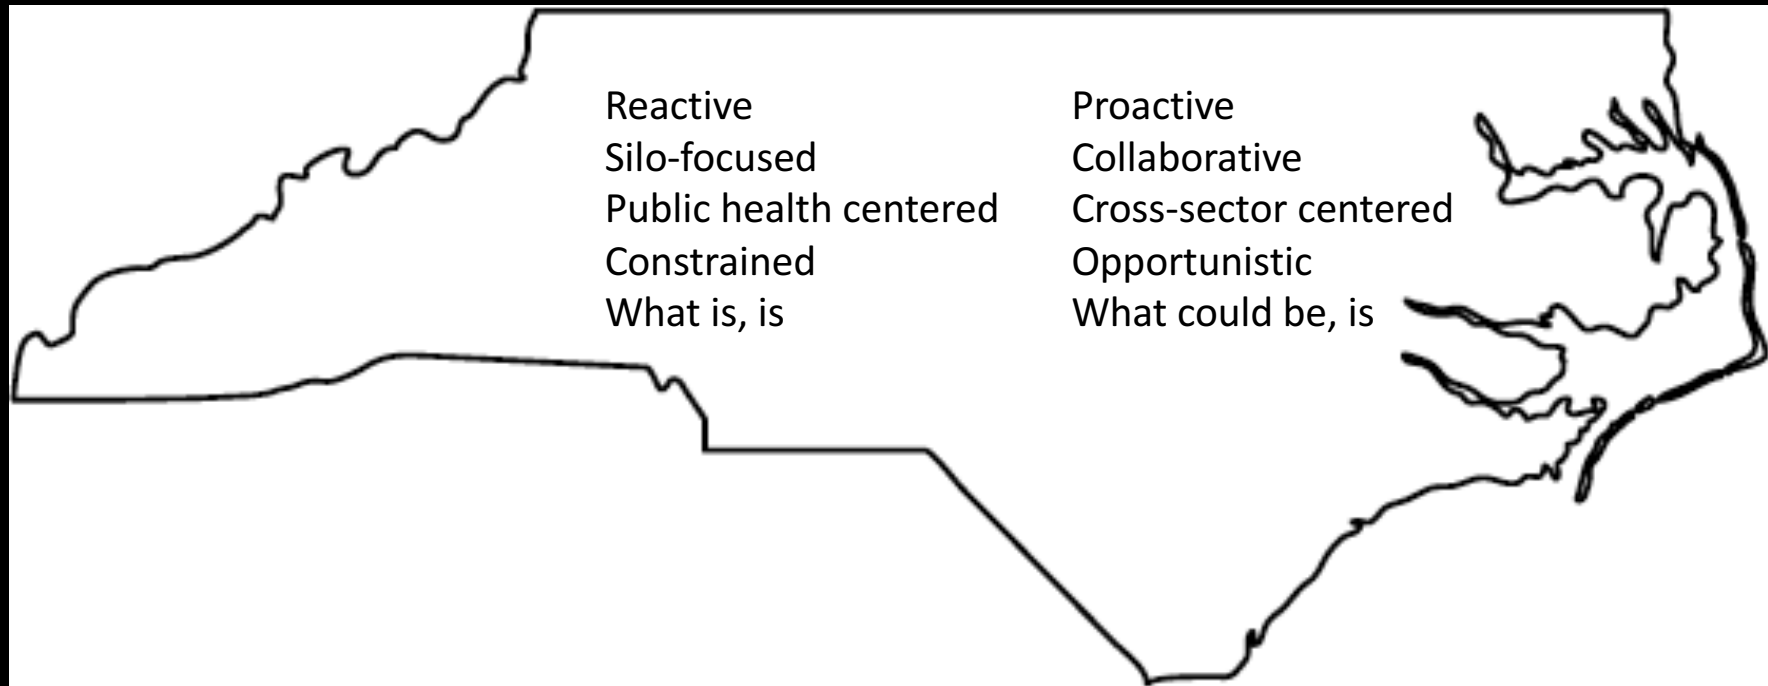 Reactive
Silo-focused
Public health centered
Constrained
What is, is
Proactive
Collaborative
Cross-sector centered
Opportunistic
What could be, is